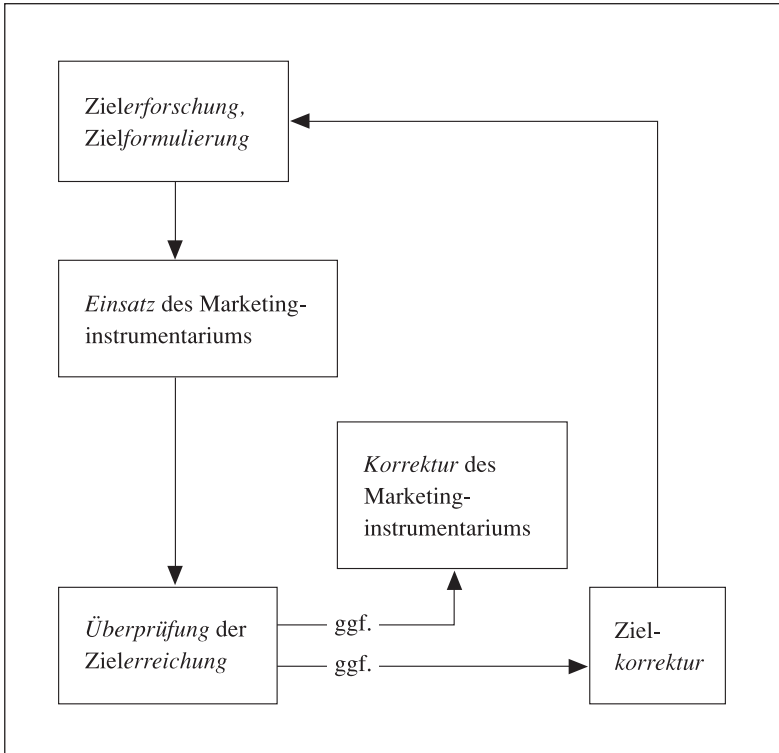 Zielerforschung,
Zielformulierung
Einsatz des Marketing-
instrumentariums
Korrektur des
Marketing-
instrumentariums
Überprüfung der
Zielerreichung
ggf.
ggf.
Ziel-
korrektur